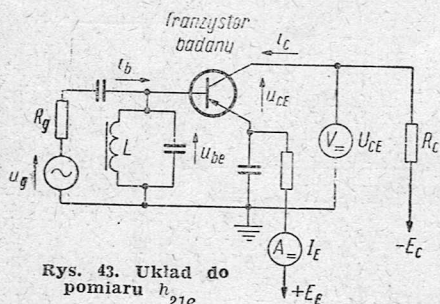 tranzystor
badany
i_c
i_b
R_g
u_CE
L
u_be
V=
U_CE
R_c
u_g
-E_c
A=
I_E
+E_E
Rys. 43. Układ do
pomiaru h_21e